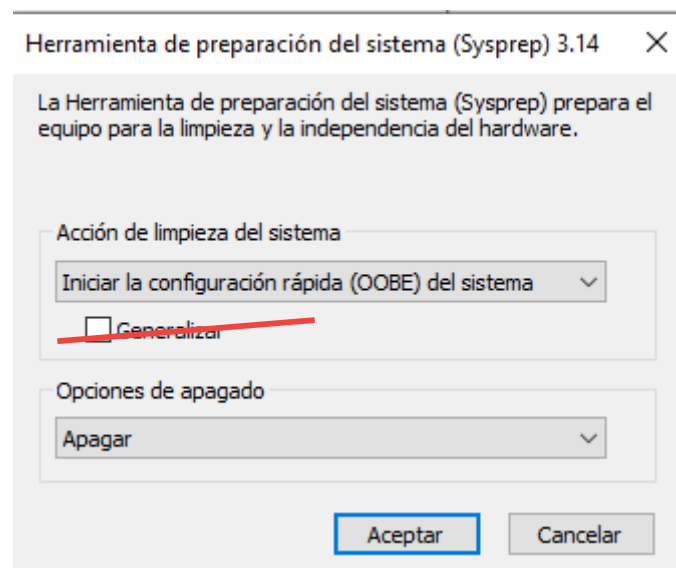 Herramienta de preparación del sistema (Sysprep) 3.14
La Herramienta de preparación del sistema (Sysprep) prepara el
equipo para la limpieza y la independencia del hardware.
Acción de limpieza del sistema
Iniciar la configuración rápida (OOBE) del sistema
Generalizar
Opciones de apagado
Apagar
Aceptar
Cancelar